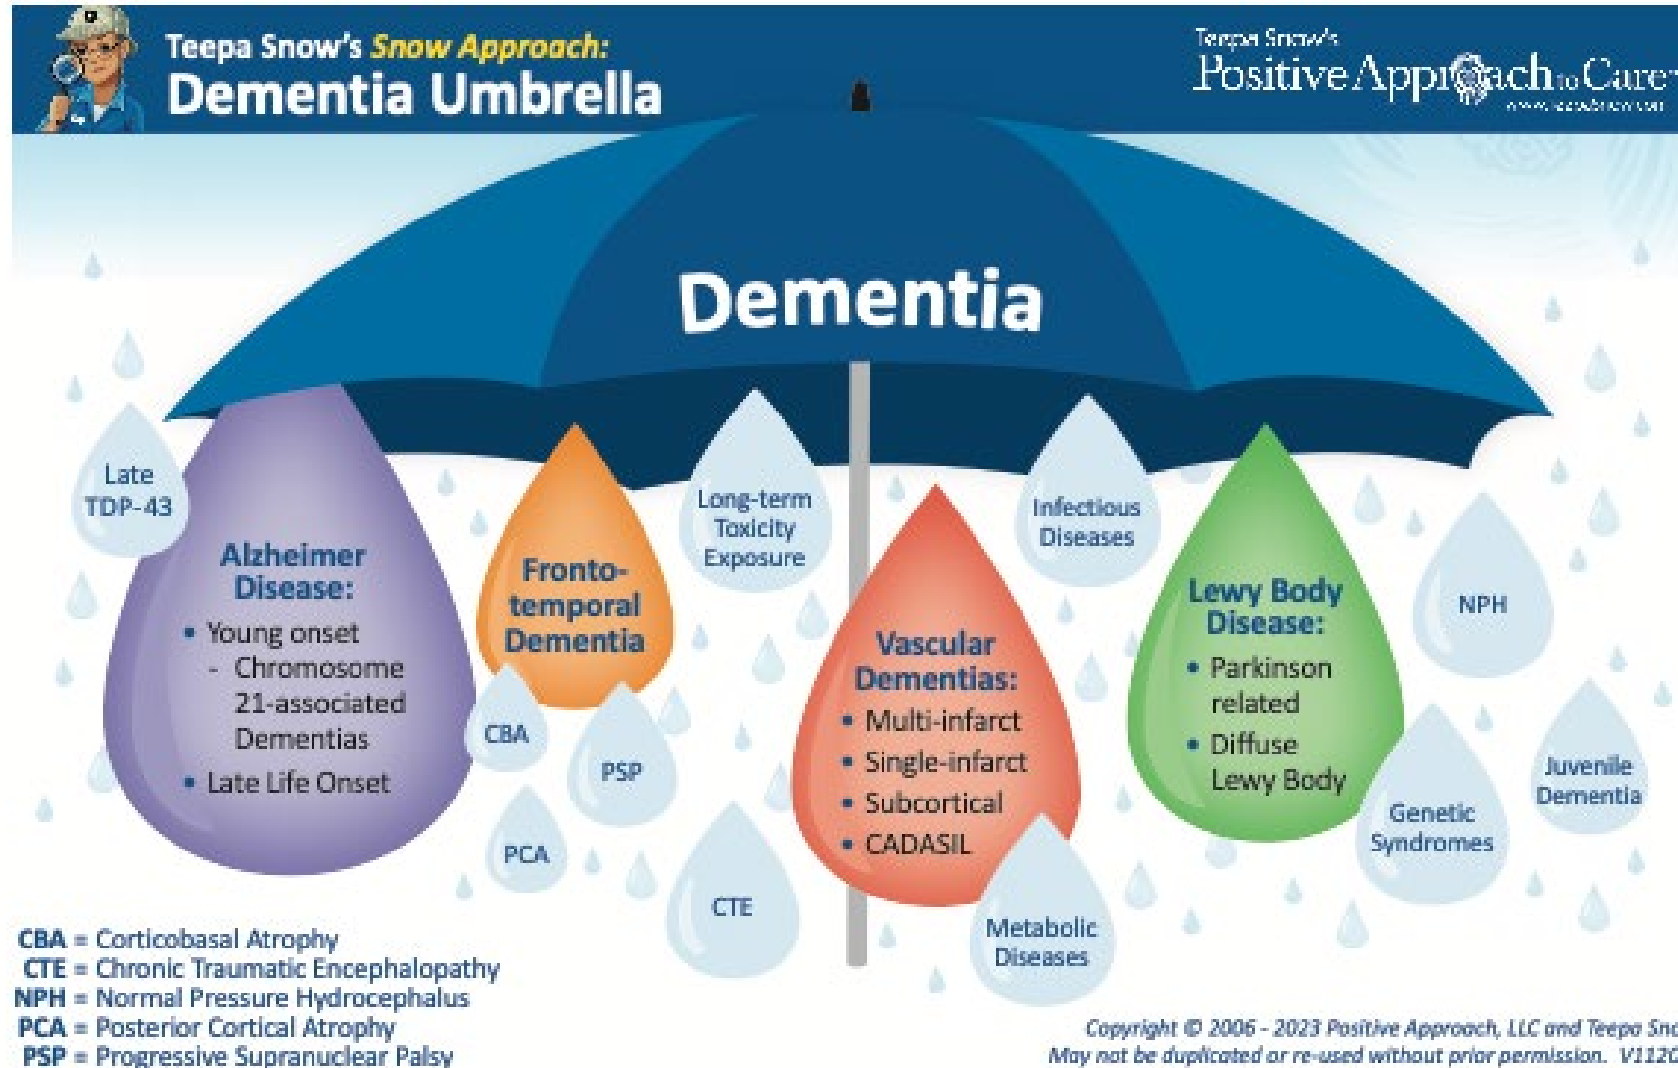 Teepa Snow's Snow Approach:
Dementia Umbrella
Teepa Snow's
Positive Approach to Care
Dementia
Late
TDP-43
Alzheimer
Disease:
• Young onset
- Chromosome
21-associated
Dementias
• Late Life Onset
Fronto-
temporal
Dementia
CBA
PSP
PCA
Long-term
Toxicity
Exposure
CTE
Vascular
Dementias:
• Multi-infarct
• Single-infarct
• Subcortical
• CADASIL
Infectious
Diseases
Metabolic
Diseases
Lewy Body
Disease:
• Parkinson
related
• Diffuse
Lewy Body
NPH
Genetic
Syndromes
Juvenile
Dementia
CBA = Corticobasal Atrophy
CTE = Chronic Traumatic Encephalopathy
NPH = Normal Pressure Hydrocephalus
PCA = Posterior Cortical Atrophy
PSP = Progressive Supranuclear Palsy
Copyright © 2006 - 2023 Positive Approach, LLC and Teepa
May not be duplicated or re-used without prior permission.